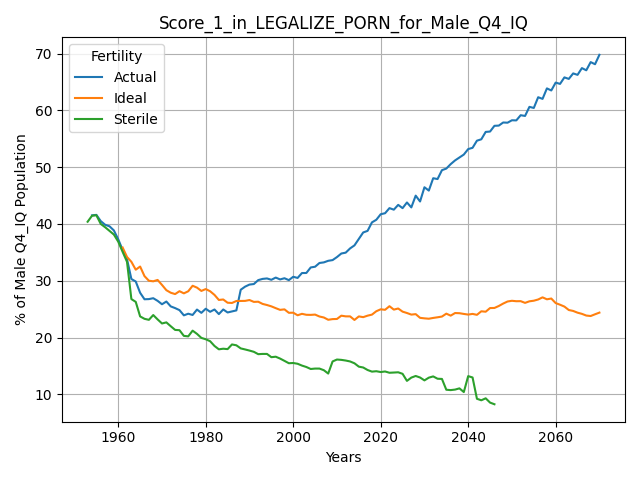 Score_1_in_LEGALIZE_PORN_for_Male_Q4_IQ
Fertility
Actual
Ideal
Sterile
% of Male Q4_IQ Population
70
60
50
40
30
20
10
1960 1980 2000 2020 2040 2060
Years